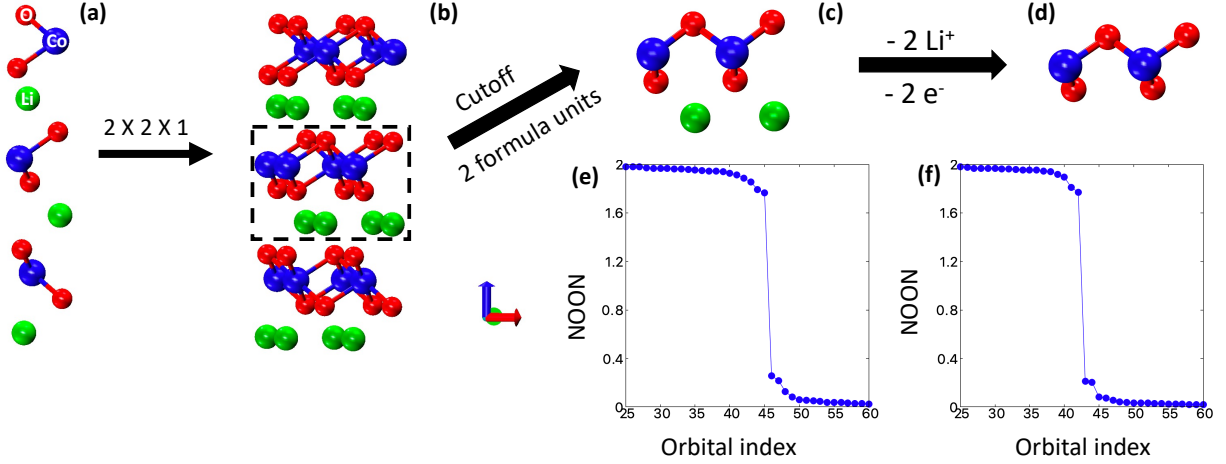 (a)
O
Co
Li
2 X 2 X 1
(b)
Cutoff
2 formula units
(c)
- 2 Li⁺
- 2 e⁻
(d)
(e)
NOON
2
1.6
1.2
0.8
0.4
0
25 30 35 40 45 50 55 60
Orbital index
(f)
NOON
2
1.6
1.2
0.8
0.4
0
25 30 35 40 45 50 55 60
Orbital index